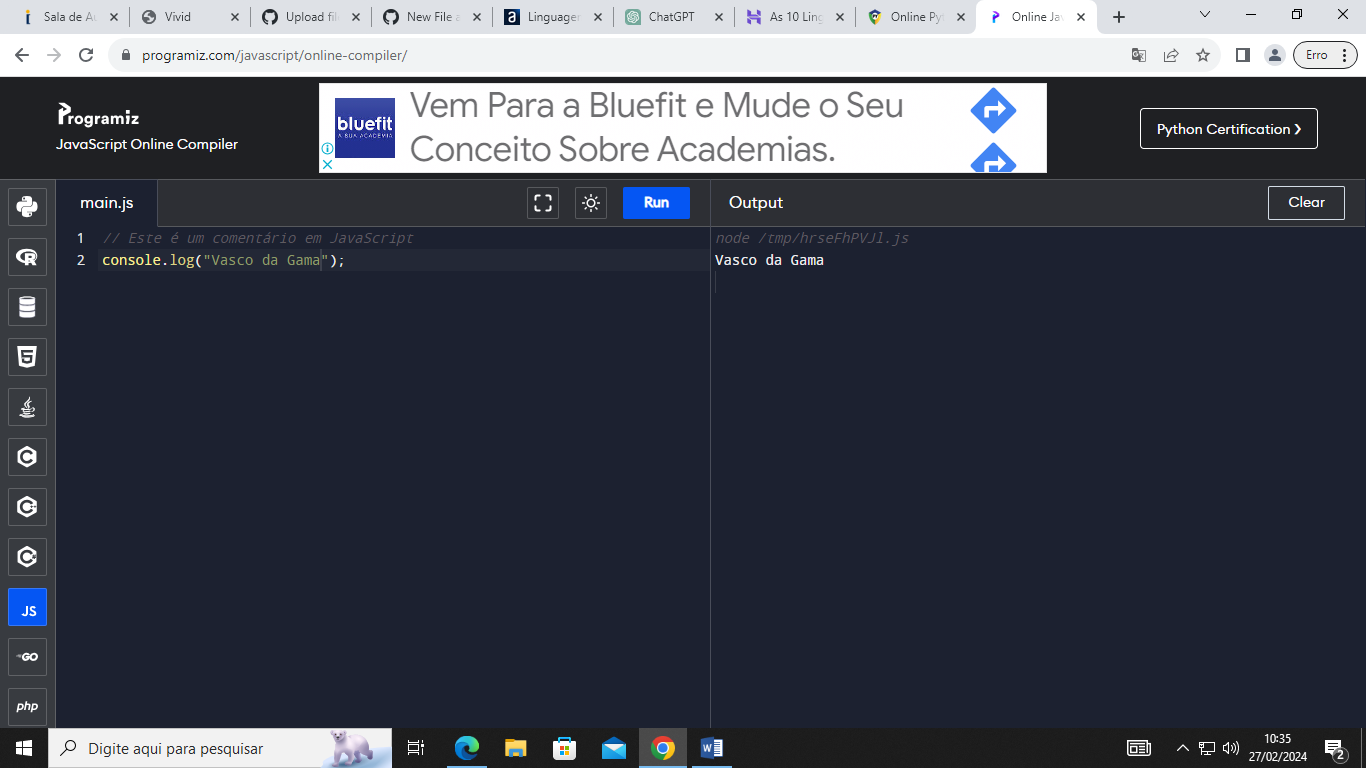 Sala de Au
Vivid
Upload fil
New File a
Linguager
ChatGPT
As 10 Ling
Online Pyt
Online Jav
programiz.com/javascript/online-compiler/
Erro
Programiz
JavaScript Online Compiler
bluefit
A SUA ACADEMIA
Vem Para a Bluefit e Mude o Seu
Conceito Sobre Academias.
Python Certification ❯
main.js
Run
Output
Clear
1 // Este é um comentário em JavaScript
2 console.log("Vasco da Gama");
node /tmp/hrseFhPVJl.js
Vasco da Gama
JS
GO
php
Digite aqui para pesquisar
10:35
27/02/2024
2